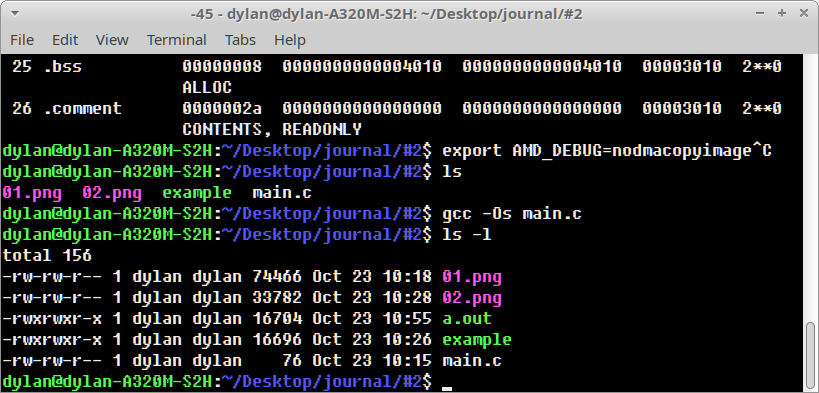 -45 - dylan@dylan-A320M-S2H: ~/Desktop/journal/#2
File Edit View Terminal Tabs Help
25 .bss 00000008 0000000000004010 0000000000004010 00003010 2**0
ALLOC
26 .comment 0000002a 0000000000000000 0000000000000000 00003010 2**0
CONTENTS, READONLY
dylan@dylan-A320M-S2H:~/Desktop/journal/#2$ export AMD_DEBUG=nodmacopyimage^C
dylan@dylan-A320M-S2H:~/Desktop/journal/#2$ ls
01.png 02.png example main.c
dylan@dylan-A320M-S2H:~/Desktop/journal/#2$ gcc -Os main.c
dylan@dylan-A320M-S2H:~/Desktop/journal/#2$ ls -l
total 156
-rw-rw-r-- 1 dylan dylan 74466 Oct 23 10:18 01.png
-rw-rw-r-- 1 dylan dylan 33782 Oct 23 10:28 02.png
-rwxrwxr-x 1 dylan dylan 16704 Oct 23 10:55 a.out
-rwxrwxr-x 1 dylan dylan 16696 Oct 23 10:26 example
-rw-rw-r-- 1 dylan dylan 76 Oct 23 10:15 main.c
dylan@dylan-A320M-S2H:~/Desktop/journal/#2$